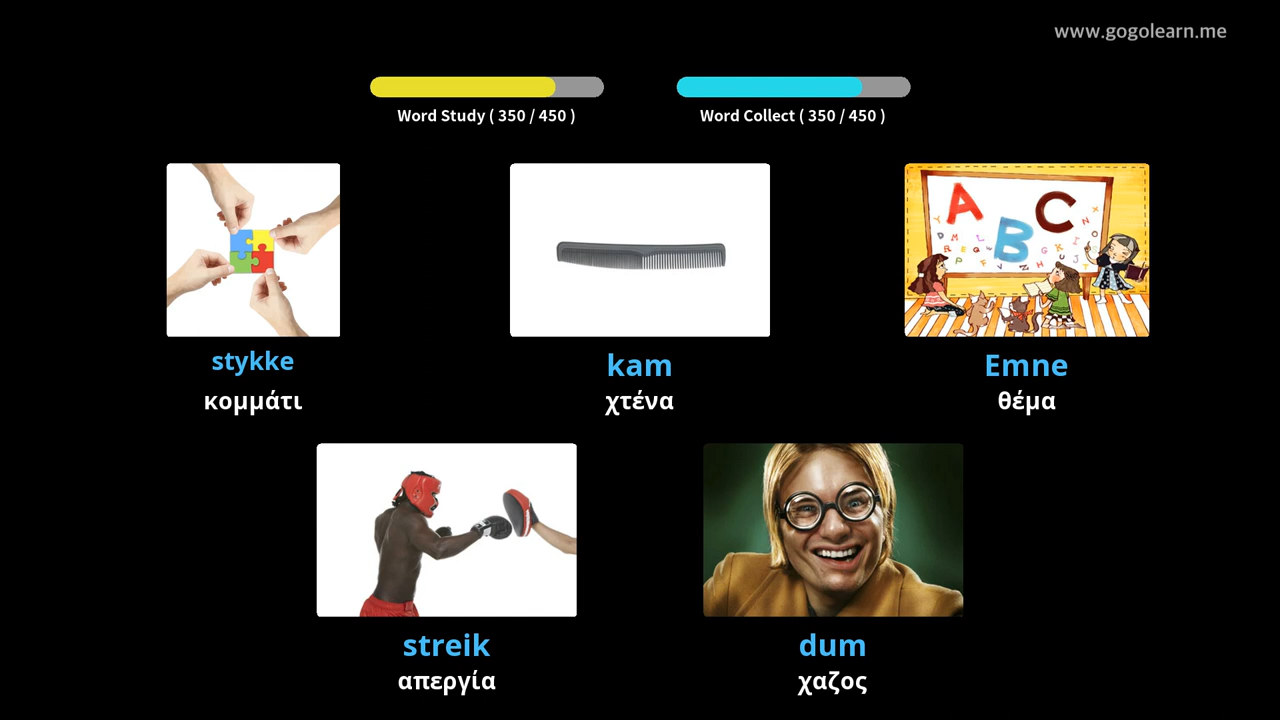 www.gogolearn.me
Word Study ( 350 / 450 )
Word Collect ( 350 / 450 )
A
B
C
stykke
κομμάτι
kam
χτένα
Emne
θέμα
streik
απεργία
dum
χαζος